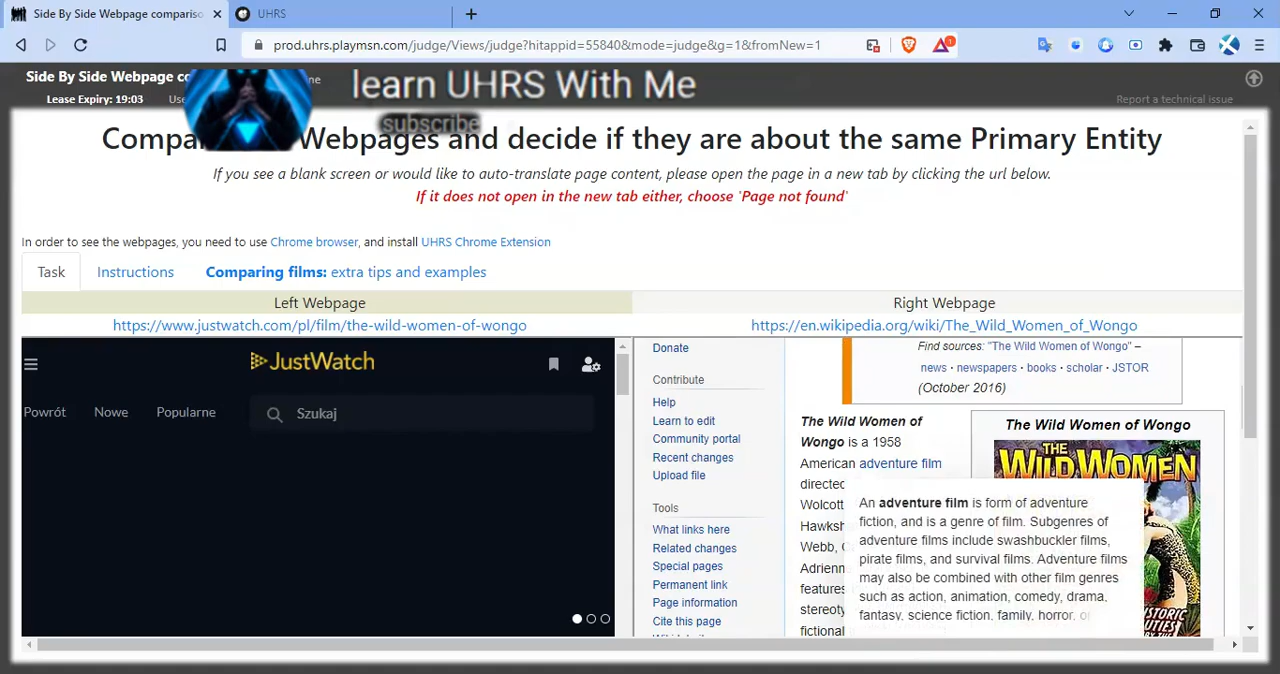 Side By Side Webpage compariso
UHRS
prod.uhrs.playmsn.com/judge/Views/judge?hitappid=55840&mode=judge&g=1&fromNew=1
1
Side By Side Webpage co
me
learn UHRS With Me
Lease Expiry: 19:03
Use
Report a technical issue
subscribe
Compa Webpages and decide if they are about the same Primary Entity
If you see a blank screen or would like to auto-translate page content, please open the page in a new tab by clicking the url below.
If it does not open in the new tab either, choose 'Page not found'
In order to see the webpages, you need to use Chrome browser, and install UHRS Chrome Extension
Task
Instructions
Comparing films: extra tips and examples
Left Webpage
Right Webpage
https://www.justwatch.com/pl/film/the-wild-women-of-wongo
https://en.wikipedia.org/wiki/The_Wild_Women_of_Wongo
JustWatch
Powrót
Nowe
Popularne
Szukaj
Donate
Contribute
Help
Learn to edit
Community portal
Recent changes
Upload file
Tools
What links here
Related changes
Special pages
Permanent link
Page information
Cite this page
Find sources: "The Wild Women of Wongo" –
news · newspapers · books · scholar · JSTOR
(October 2016)
The Wild Women of
Wongo is a 1958
American adventure film
directed
Wolcott
Hawksh
Webb, C
Adrienn
features
stereoty
fictional
The Wild Women of Wongo
THE
WILD WOMEN
An adventure film is form of adventure
fiction, and is a genre of film. Subgenres of
adventure films include swashbuckler films,
pirate films, and survival films. Adventure films
may also be combined with other film genres
such as action, animation, comedy, drama,
fantasy, science fiction, family, horror, or